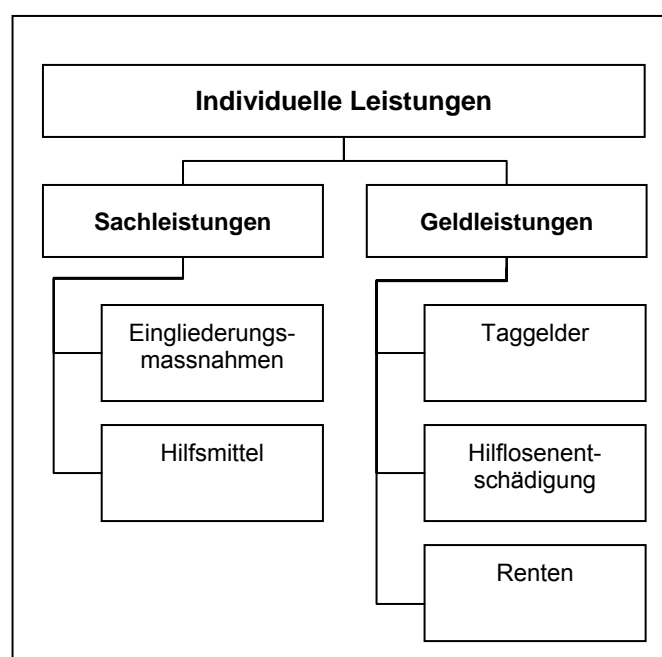 Individuelle Leistungen
Sachleistungen
Eingliederungs-
massnahmen
Hilfsmittel
Geldleistungen
Taggelder
Hilflosenent-
schädigung
Renten